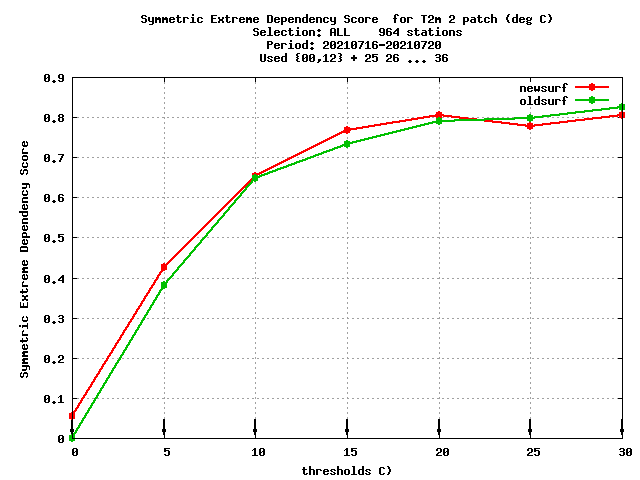 Symmetric Extreme Dependency Score  for T2m 2 patch (deg C)
Selection: ALL    964 stations
Period: 20210716-20210720
Used {00,12} + 25 26 ... 36
newsurf
oldsurf
0.9
0.8
0.7
0.6
0.5
0.4
0.3
0.2
0.1
0
Symmetric Extreme Dependency Score
0 5 10 15 20 25 30
thresholds C)